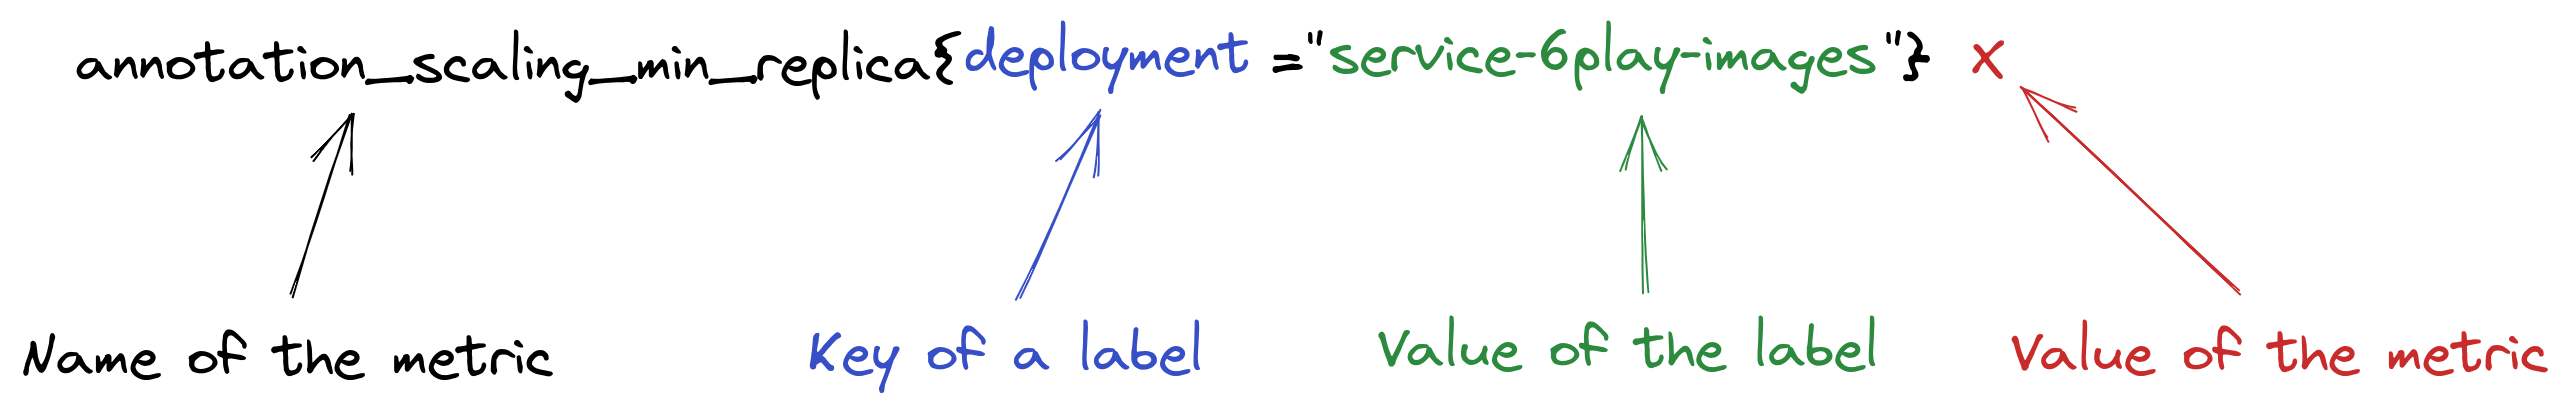 annotation_scaling_min_replica{deployment ="service-6play-images"} x
Name of the metric Key of a label Value of the label Value of the metric